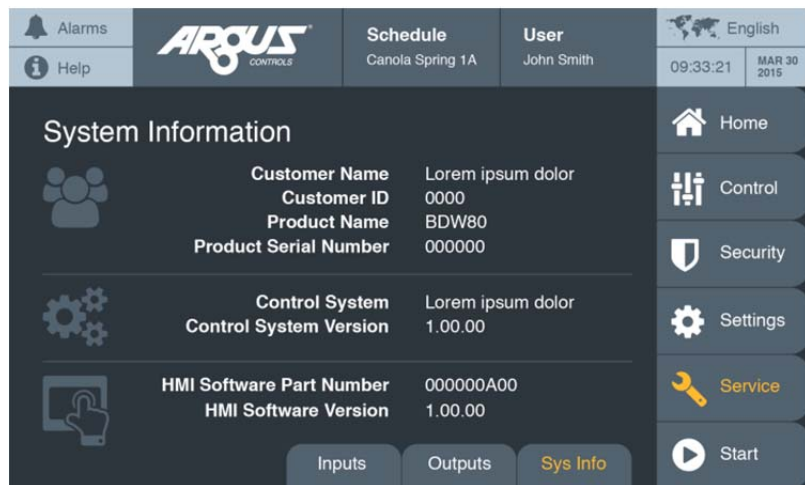 Alarms
Help
ARGUS
CONTROLS
Schedule
Canola Spring 1A
User
John Smith
English
09:33:21
MAR 30
2015
System Information
Customer Name Lorem ipsum dolor
Customer ID 0000
Product Name BDW80
Product Serial Number 000000
Control System Lorem ipsum dolor
Control System Version 1.00.00
HMI Software Part Number 000000A00
HMI Software Version 1.00.00
Inputs
Outputs
Sys Info
Home
Control
Security
Settings
Service
Start